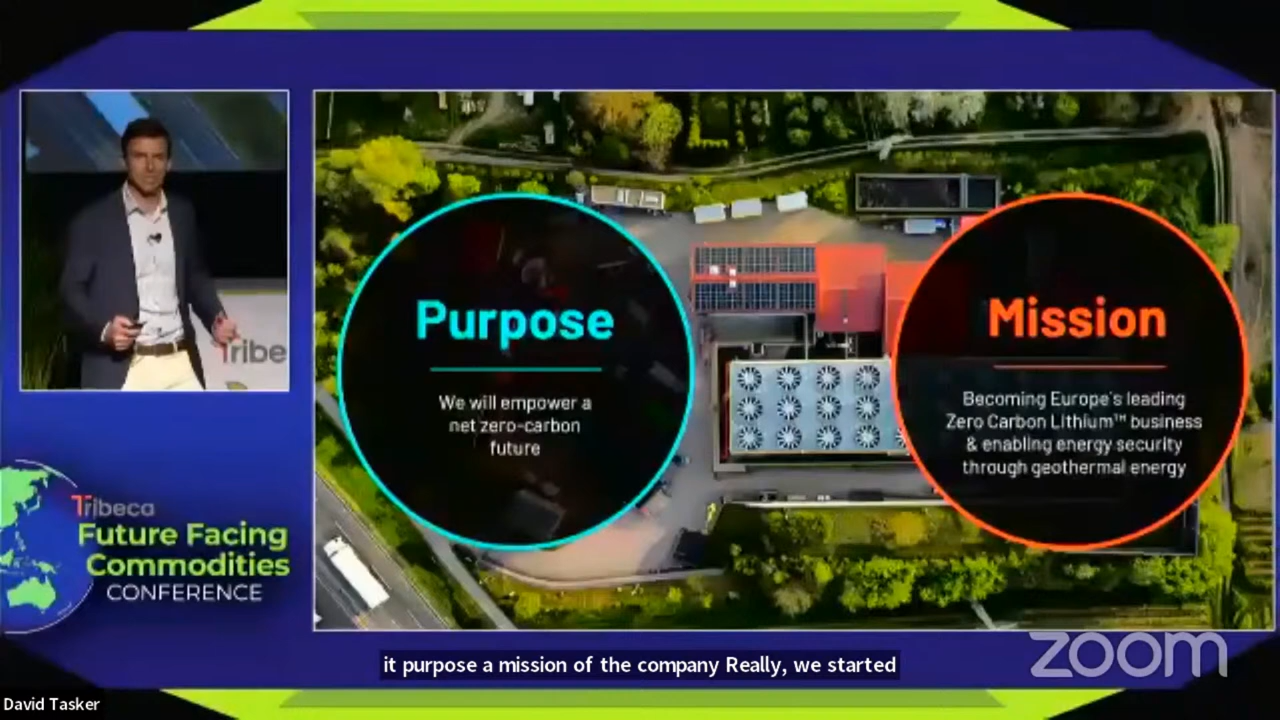 Tribe
Tribeca
Future Facing
Commodities
CONFERENCE
Purpose
We will empower a
net zero-carbon
future
Mission
Becoming Europe's leading
Zero Carbon Lithium™ business
& enabling energy security
through geothermal energy
it purpose a mission of the company Really, we started
zoom
David Tasker